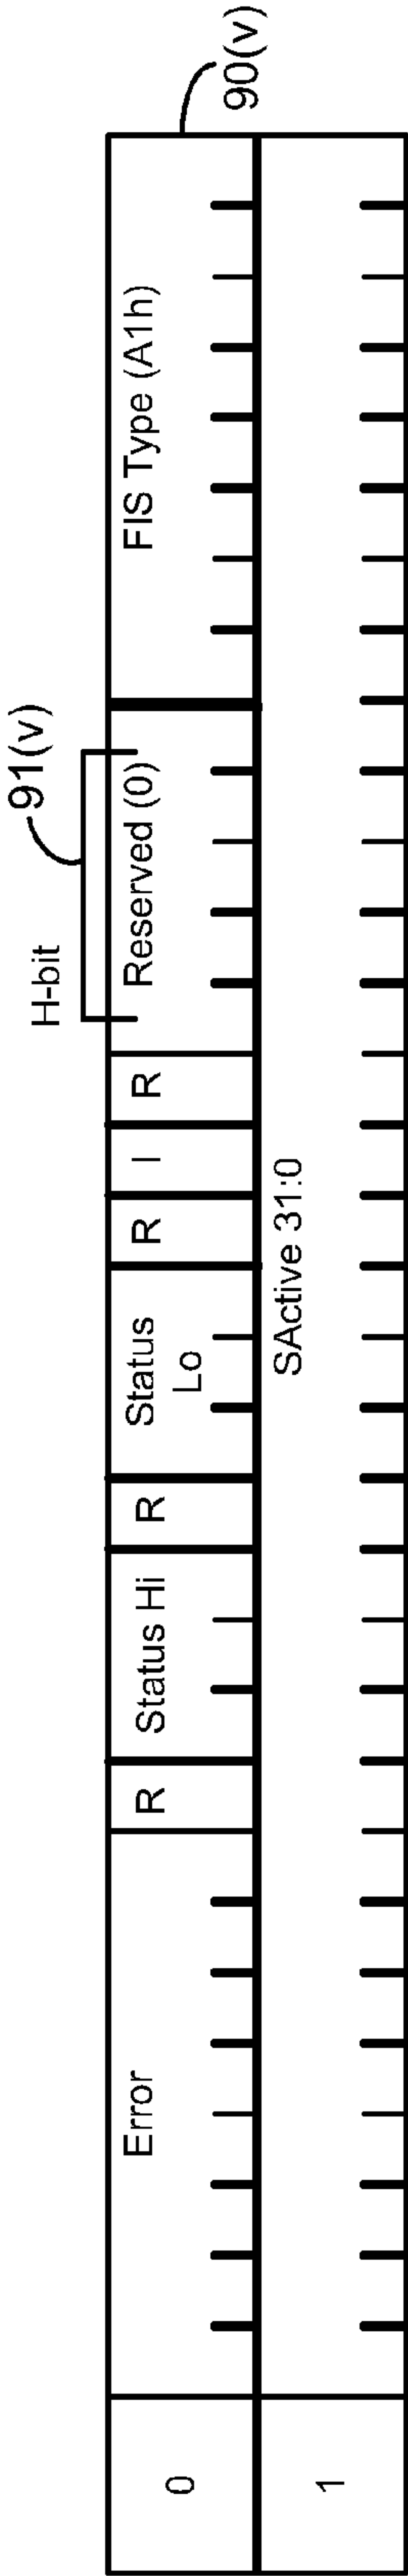 H-bit 91(v)
90(v)
0 Error R Status Hi R Status Lo R I R Reserved (0) FIS Type (A1h)
1 SActive 31:0